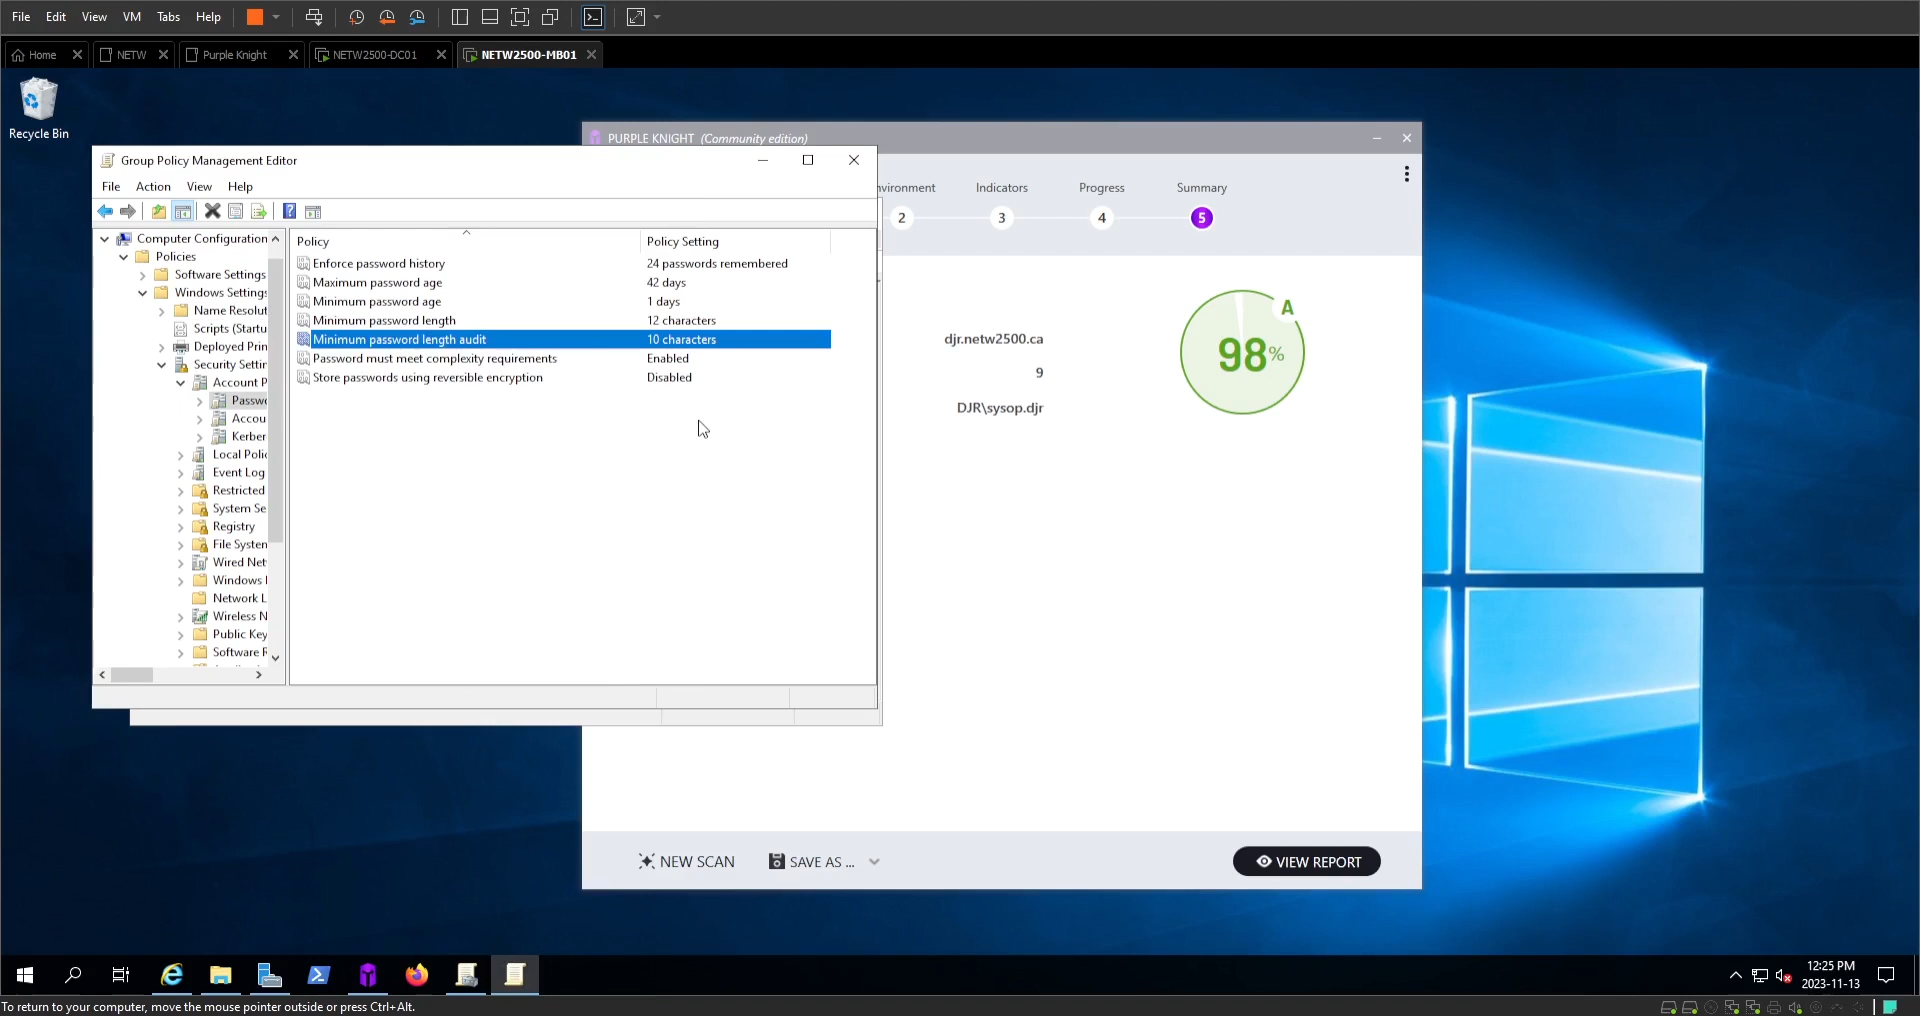 File Edit View VM Tabs Help
Home NETW Purple Knight NETW2500-DC01 NETW2500-MB01
Recycle Bin
PURPLE KNIGHT (Community edition)
Group Policy Management Editor
File Action View Help
nvironment Indicators Progress Summary
2 3 4 5
Computer Configuration
Policies
Software Settings
Windows Settings
Name Resolut
Scripts (Startu
Deployed Prin
Security Settin
Account P
Passwo
Accou
Kerber
Local Polic
Event Log
Restricted
System Se
Registry
File System
Wired Net
Windows
Network L
Wireless N
Public Key
Software R
Policy Policy Setting
Enforce password history 24 passwords remembered
Maximum password age 42 days
Minimum password age 1 days
Minimum password length 12 characters
Minimum password length audit 10 characters
Password must meet complexity requirements Enabled
Store passwords using reversible encryption Disabled
djr.netw2500.ca
9
DJR\sysop.djr
A
98%
NEW SCAN SAVE AS ... VIEW REPORT
12:25 PM
2023-11-13
To return to your computer, move the mouse pointer outside or press Ctrl+Alt.